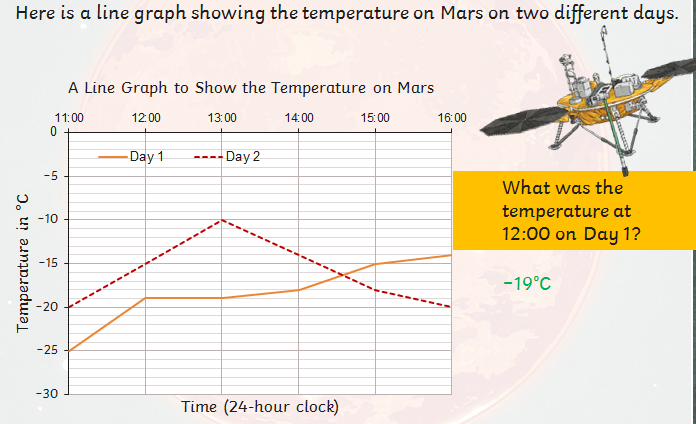 Here is a line graph showing the temperature on Mars on two different days.
A Line Graph to Show the Temperature on Mars
11:00 12:00 13:00 14:00 15:00 16:00
0
Day 1 Day 2
−5
−10
−15
−20
−25
−30
Temperature in °C
Time (24-hour clock)
What was the
temperature at
12:00 on Day 1?
−19°C